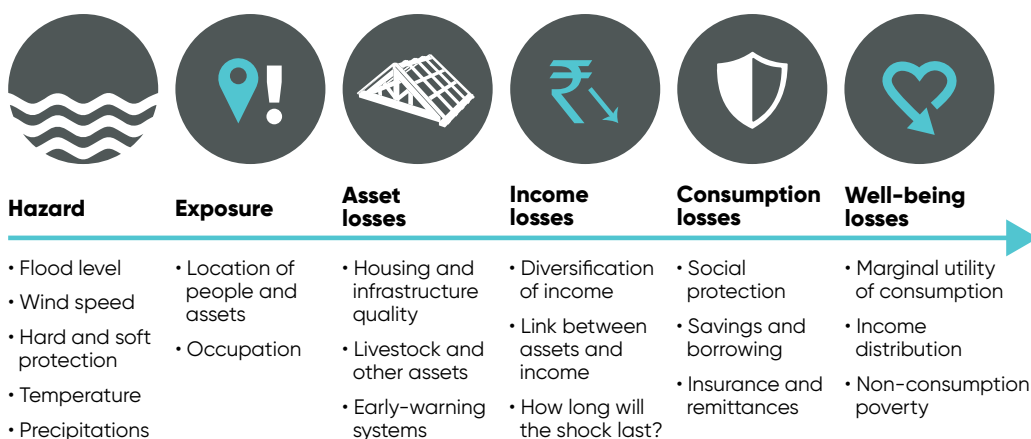 Hazard
• Flood level
• Wind speed
• Hard and soft
protection
• Temperature
• Precipitations
Exposure
• Location of
people and
assets
• Occupation
Asset
losses
• Housing and
infrastructure
quality
• Livestock and
other assets
• Early-warning
systems
Income
losses
• Diversification
of income
• Link between
assets and
income
• How long will
the shock last?
Consumption
losses
• Social
protection
• Savings and
borrowing
• Insurance and
remittances
Well-being
losses
• Marginal utility
of consumption
• Income
distribution
• Non-consumption
poverty